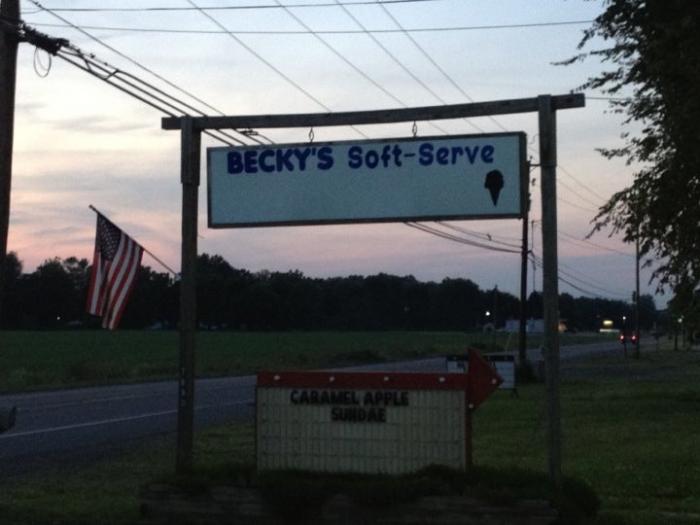 BECKY'S Soft-Serve
CARAMEL APPLE
SUNDAE